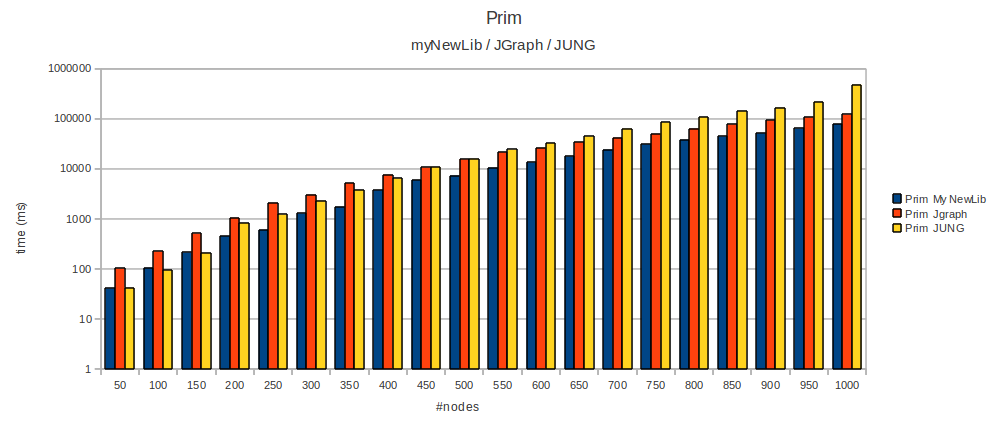 Prim
myNewLib / JGraph / JUNG
1000000
100000
10000
1000
100
10
1
time (ms)
50 100 150 200 250 300 350 400 450 500 550 600 650 700 750 800 850 900 950 1000
#nodes
Prim My NewLib
Prim Jgraph
Prim JUNG